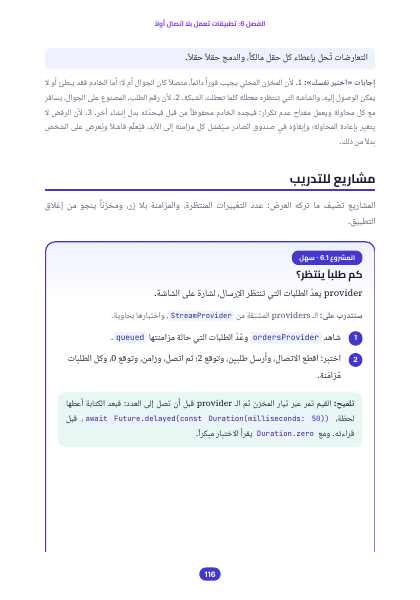 الفصل 6: تطبيقات تعمل بلا اتصال أولاً
التعارضات تُحل بإعطاء كل حقل مالكاً، والدمج حقلاً حقلاً.
إجابات «اختبر نفسك»: 1. لأن المخزن المحلي يجيب فوراً دائماً، متصلاً كان الجوال أم لا؛ أما الخادم فقد يبطئ أو لا
يمكن الوصول إليه، والشاشة التي تنتظره معطلة كلما تعطلت الشبكة. 2. لأن رقم الطلب، المصنوع على الجوال، يسافر
مع كل محاولة ويعمل مفتاح عدم تكرار: فيجده الخادم محفوظاً من قبل فيحدّثه بدل إنشاء آخر. 3. لأن الرفض لا
يتغير بإعادة المحاولة؛ وإبقاؤه في صندوق الصادر سيُفشل كل مزامنة إلى الأبد، فيُعلَّم فاشلاً ويُعرض على الشخص
بدلاً من ذلك.
مشاريع للتدريب
المشاريع تضيف ما تركه العرض: عدد التغييرات المنتظرة، والمزامنة بلا زر، ومخزناً ينجو من إغلاق
التطبيق.
المشروع 6.1 · سهل
كم طلباً ينتظر؟
provider يعدّ الطلبات التي تنتظر الإرسال، لشارة على الشاشة.
ستتدرب على: الـ providers المشتقة من StreamProvider، واختبارها بحاوية.
1 شاهد ordersProvider وعُدّ الطلبات التي حالة مزامنتها queued.
2 اختبر: اقطع الاتصال، وأرسل طلبين، وتوقع 2؛ ثم اتصل، وزامن، وتوقع 0، وكل الطلبات
مُزامَنة.
تلميح: القيم تمر عبر تيار المخزن ثم الـ provider قبل أن تصل إلى العدد: فبعد الكتابة أعطها
لحظة، await Future.delayed(const Duration(milliseconds: 50))، قبل
قراءته. ومع Duration.zero يقرأ الاختبار مبكراً.
116